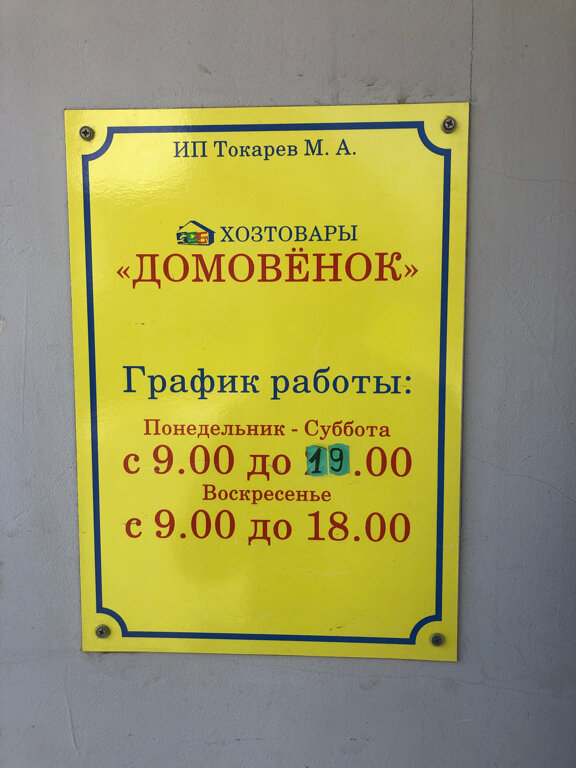 ИП Токарев М. А.
ХОЗТОВАРЫ
«ДОМОВЁНОК»
График работы:
Понедельник - Суббота
с 9.00 до 19.00
Воскресенье
с 9.00 до 18.00